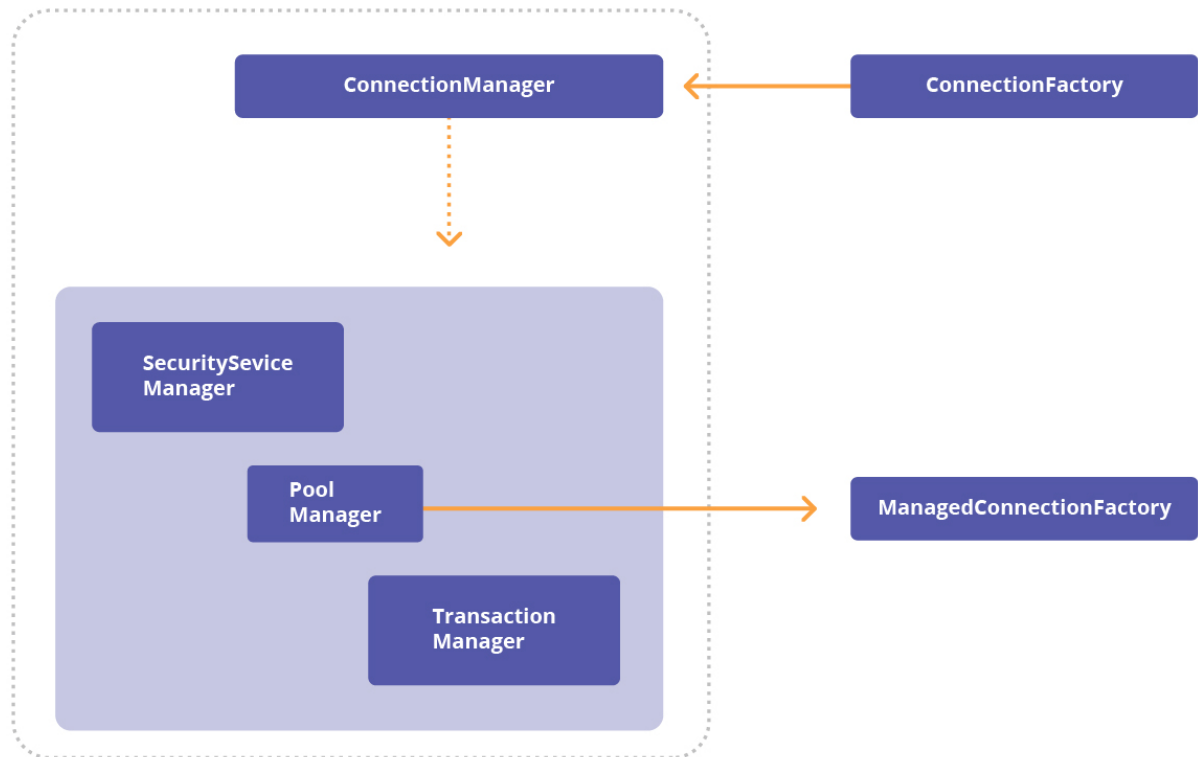 ConnectionManager
ConnectionFactory
SecuritySevice
Manager
Pool
Manager
ManagedConnectionFactory
Transaction
Manager